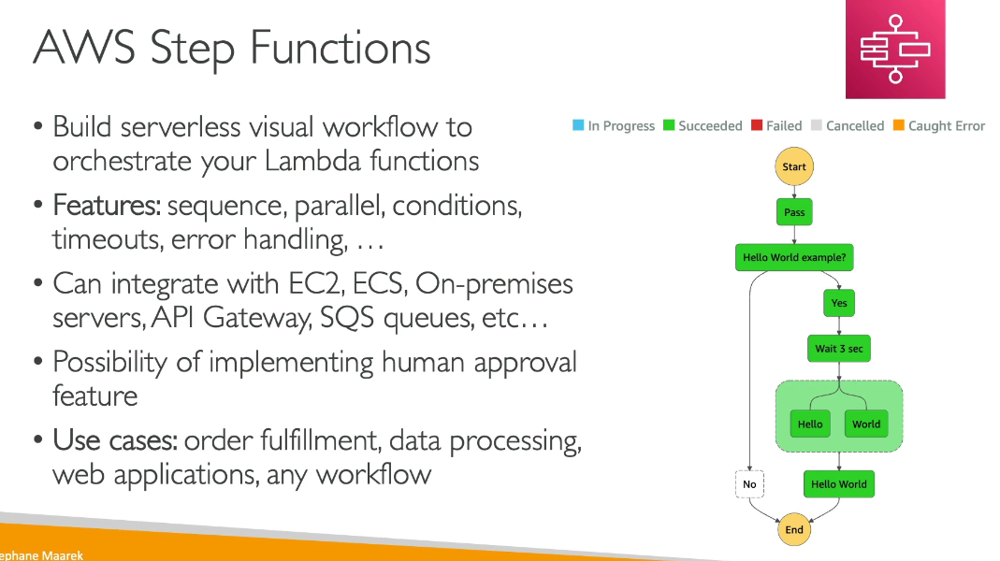 AWS Step Functions
• Build serverless visual workflow to
orchestrate your Lambda functions
• Features: sequence, parallel, conditions,
timeouts, error handling, …
• Can integrate with EC2, ECS, On-premises
servers, API Gateway, SQS queues, etc…
• Possibility of implementing human approval
feature
• Use cases: order fulfillment, data processing,
web applications, any workflow
In Progress Succeeded Failed Cancelled Caught Error
Start
Pass
Hello World example?
Yes
Wait 3 sec
Hello World
No Hello World
End
ephane Maarek